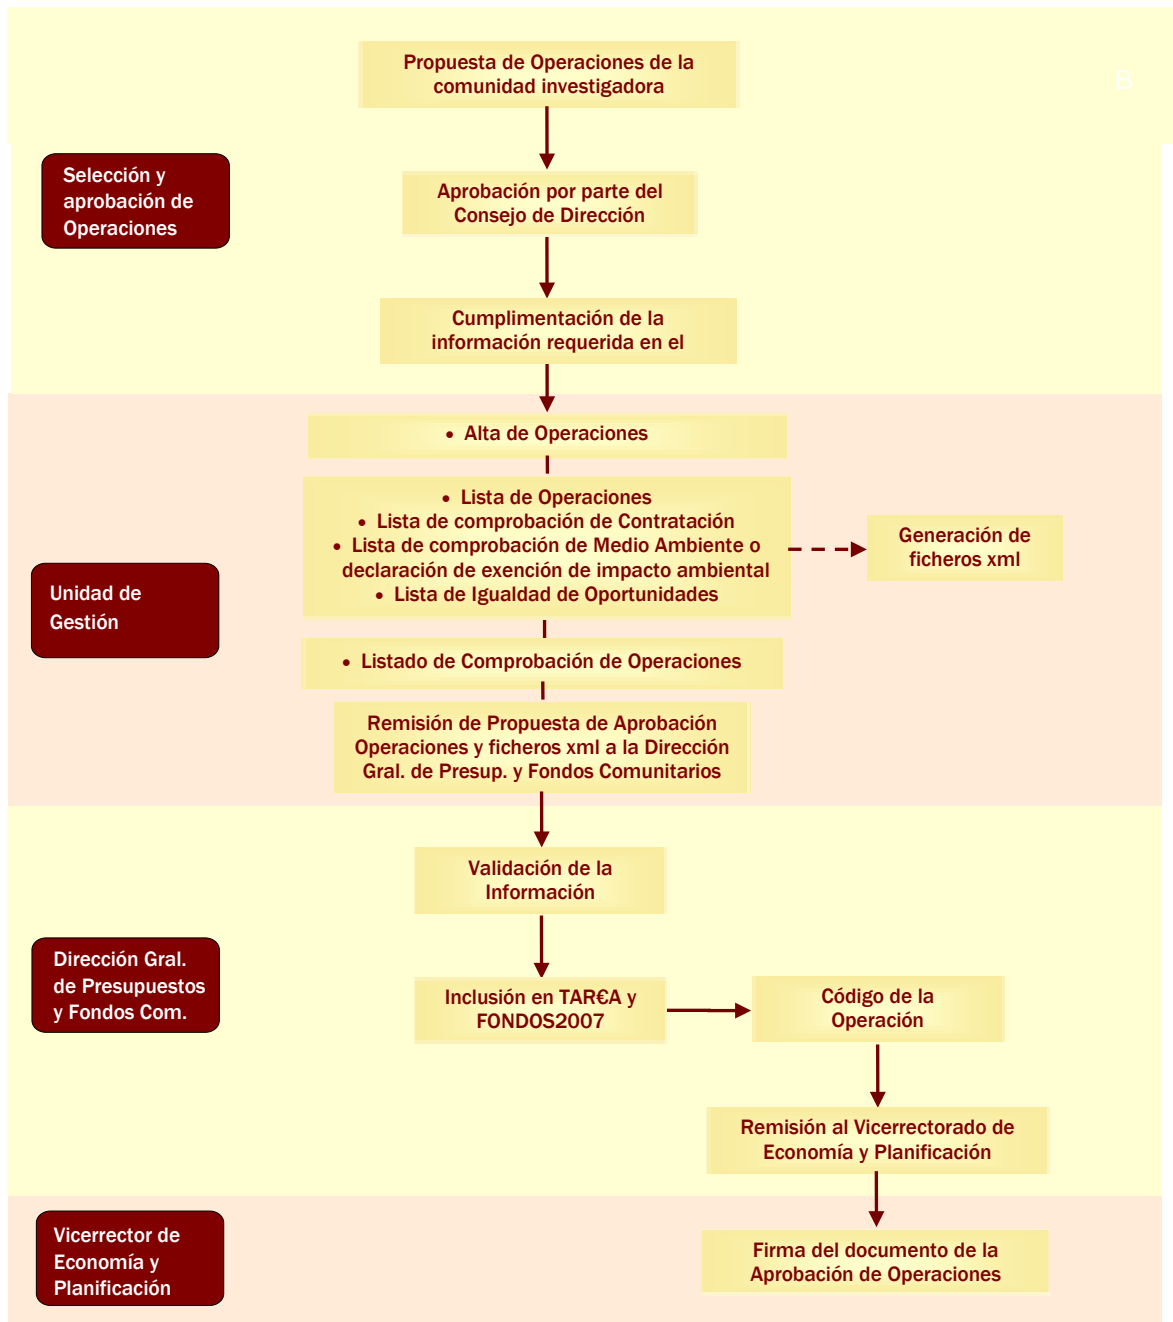 Propuesta de Operaciones de la
comunidad investigadora
B
Selección y
aprobación de
Operaciones
Aprobación por parte del
Consejo de Dirección
Cumplimentación de la
información requerida en el
• Alta de Operaciones
• Lista de Operaciones
• Lista de comprobación de Contratación
• Lista de comprobación de Medio Ambiente o
declaración de exención de impacto ambiental
• Lista de Igualdad de Oportunidades
Generación de
ficheros xml
Unidad de
Gestión
• Listado de Comprobación de Operaciones
Remisión de Propuesta de Aprobación
Operaciones y ficheros xml a la Dirección
Gral. de Presup. y Fondos Comunitarios
Validación de la
Información
Dirección Gral.
de Presupuestos
y Fondos Com.
Inclusión en TAR€A y
FONDOS2007
Código de la
Operación
Remisión al Vicerrectorado de
Economía y Planificación
Vicerrector de
Economía y
Planificación
Firma del documento de la
Aprobación de Operaciones